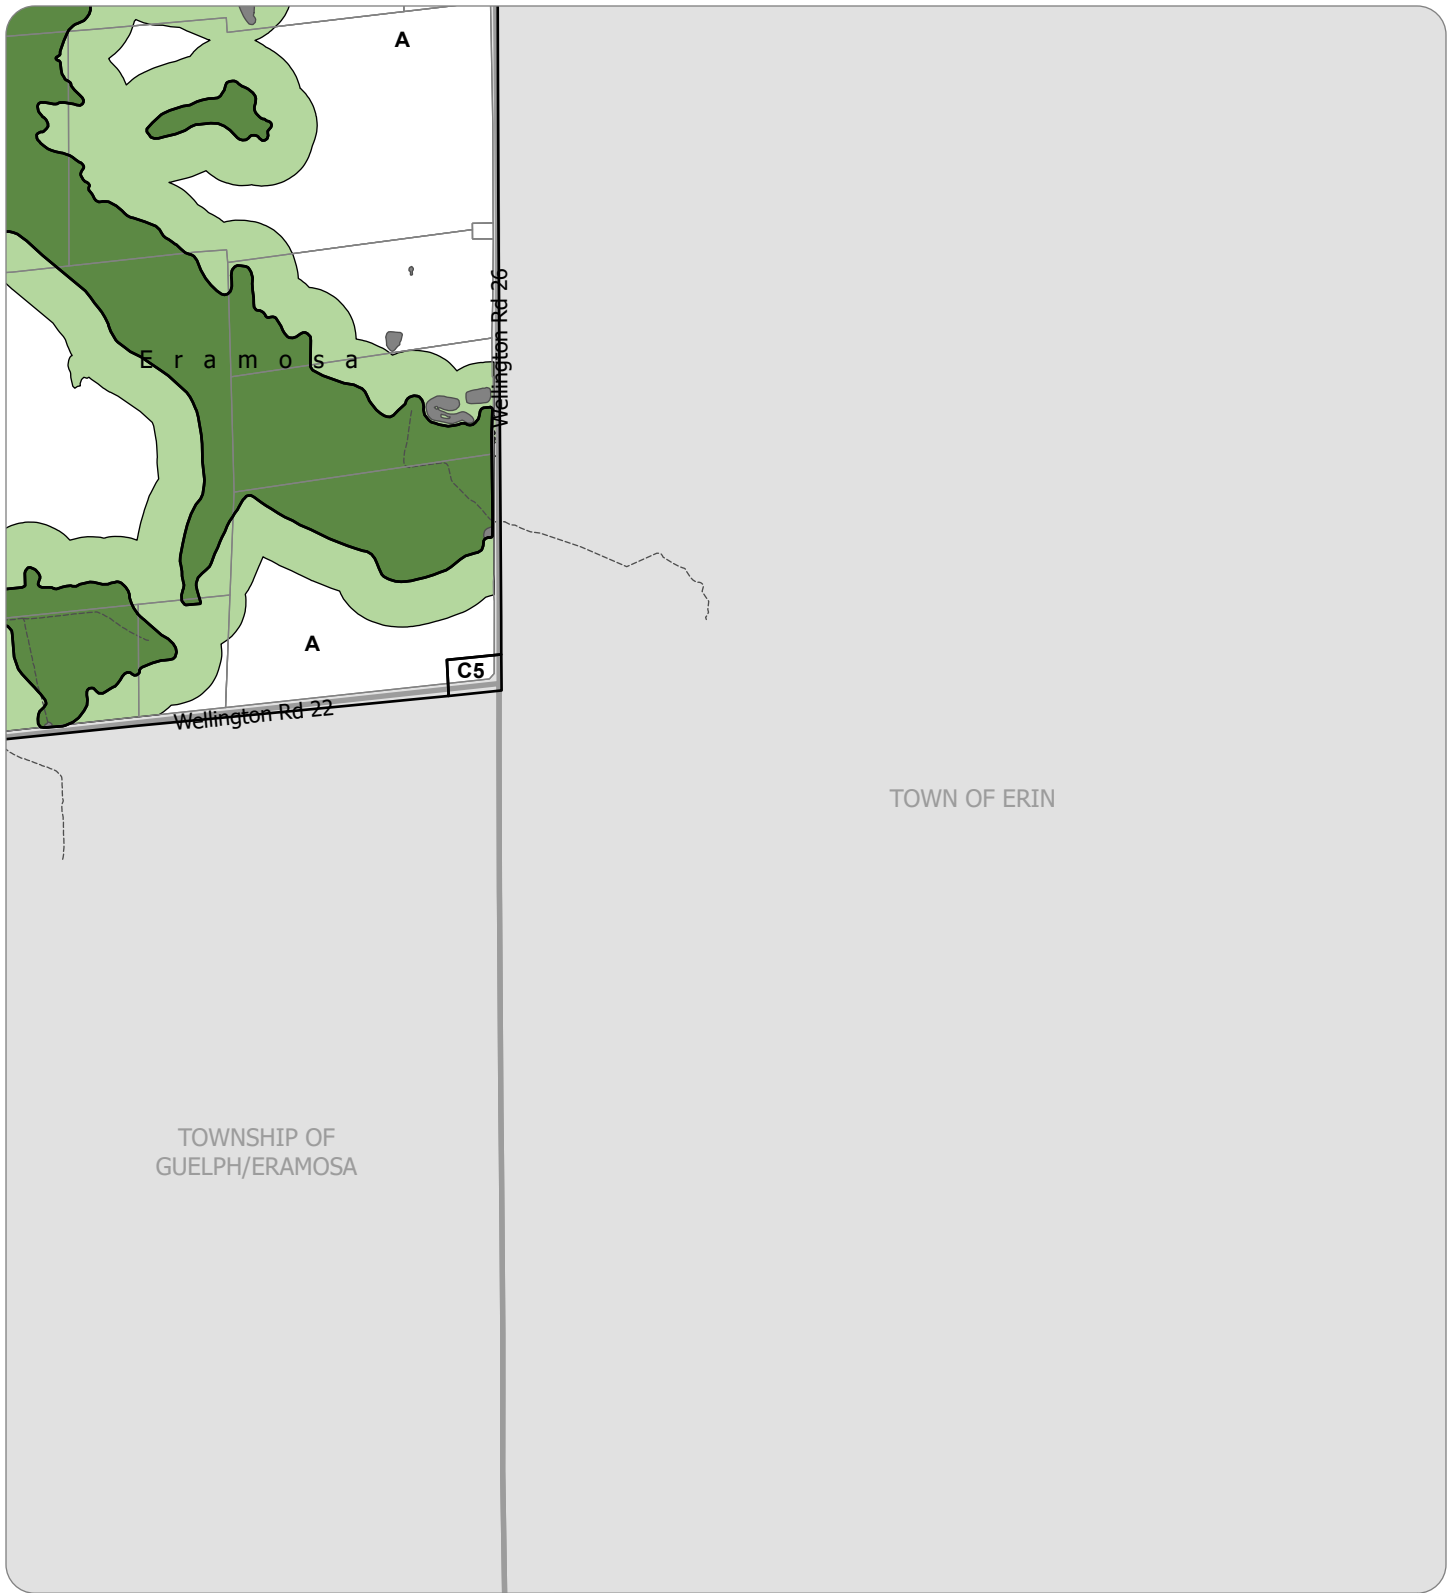 A
Wellington Rd 26
E r a m o s a
A
C5
Wellington Rd 22
TOWN OF ERIN
TOWNSHIP OF
GUELPH/ERAMOSA